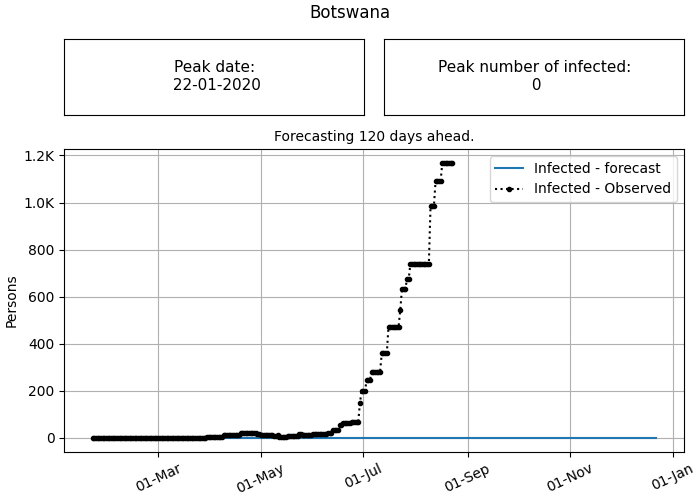 Botswana
Peak date:
22-01-2020
Peak number of infected:
0
Forecasting 120 days ahead.
1.2K
1.0K
800
600
400
200
0
Persons
Infected - forecast
Infected - Observed
01-Mar
01-May
01-Jul
01-Sep
01-Nov
01-Jan